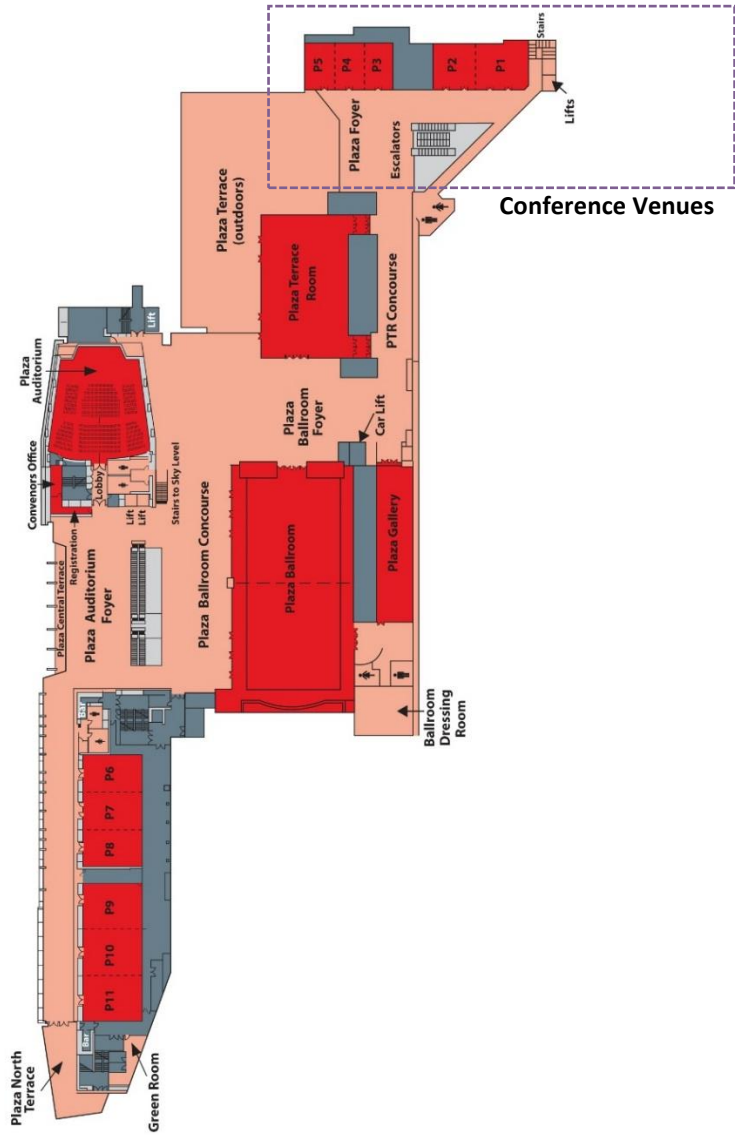 Stairs
P5
P4
P3
P2
P1
Lifts
Plaza Foyer
Escalators
Conference Venues
Plaza Terrace
(outdoors)
Plaza Terrace
Room
PTR Concourse
Lift
Plaza
Auditorium
Plaza
Ballroom
Foyer
Car Lift
Convenors Office
Lobby
Lift
Lift
Stairs to Sky Level
Registration
Plaza Central Terrace
Plaza Auditorium
Foyer
Plaza Ballroom Concourse
Plaza Ballroom
Plaza Gallery
Ballroom
Dressing
Room
P6
P7
P8
P9
P10
P11
Bar
Plaza North
Terrace
Green Room